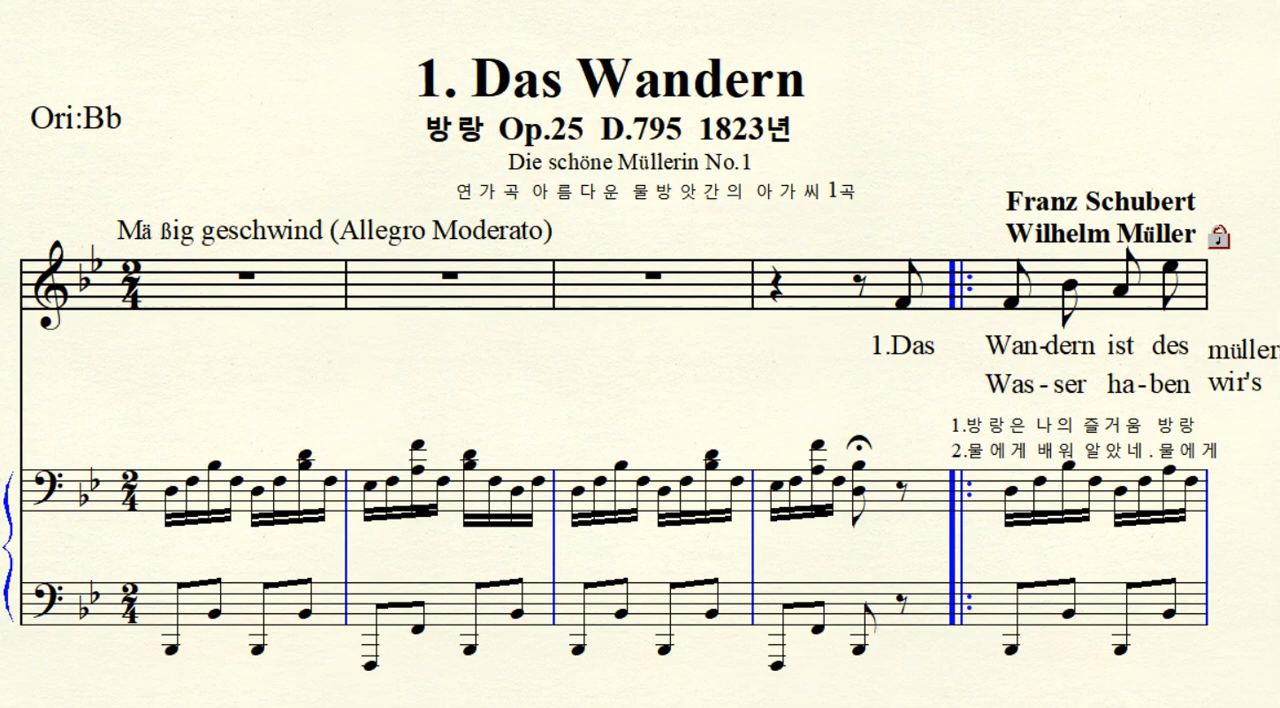 1. Das Wandern
Ori:Bb
방 랑 Op.25 D.795 1823년
Die schöne Müllerin No.1
연 가 곡 아 름 다 운 물 방 앗 간 의 아 가 씨 1곡
Franz Schubert
Mä ßig geschwind (Allegro Moderato)
Wilhelm Müller
1.Das Wan-dern ist des müller
Was - ser ha - ben wir's
1.방 랑 은 나 의 즐 거 움 방 랑
2.물 에 게 배 워 알 았 네 . 물 에 게